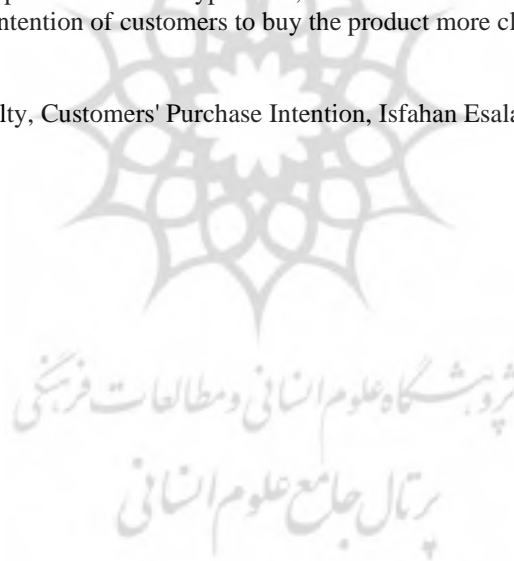 intention of customers to buy the product more cl
lty, Customers' Purchase Intention, Isfahan Esala
پژوهشگاه علوم انسانی و مطالعات فرهنگی
پرتال جامع علوم انسانی